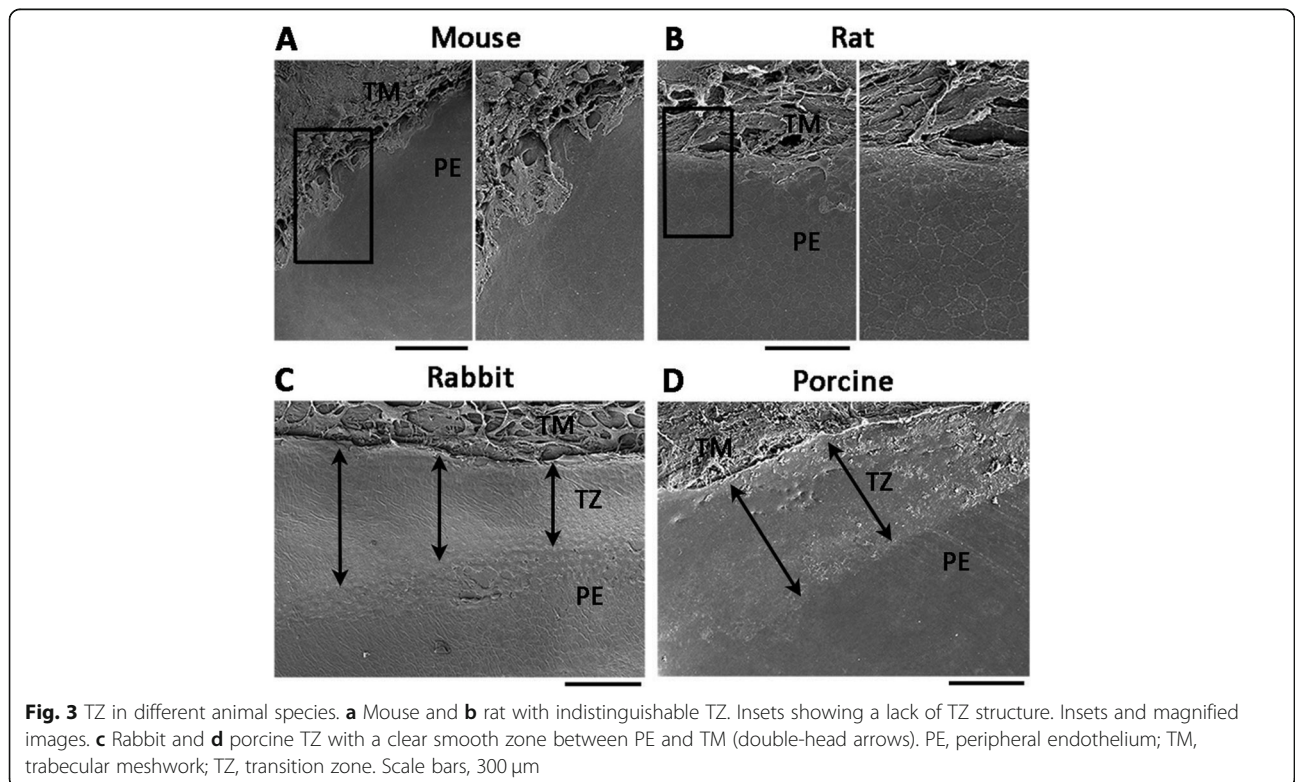 A Mouse
B Rat
TM
PE
TM
PE
C Rabbit
D Porcine
TM
TZ
PE
TM
TZ
PE
Fig. 3 TZ in different animal species. a Mouse and b rat with indistinguishable TZ. Insets showing a lack of TZ structure. Insets and magnified
images. c Rabbit and d porcine TZ with a clear smooth zone between PE and TM (double-head arrows). PE, peripheral endothelium; TM,
trabecular meshwork; TZ, transition zone. Scale bars, 300 μm